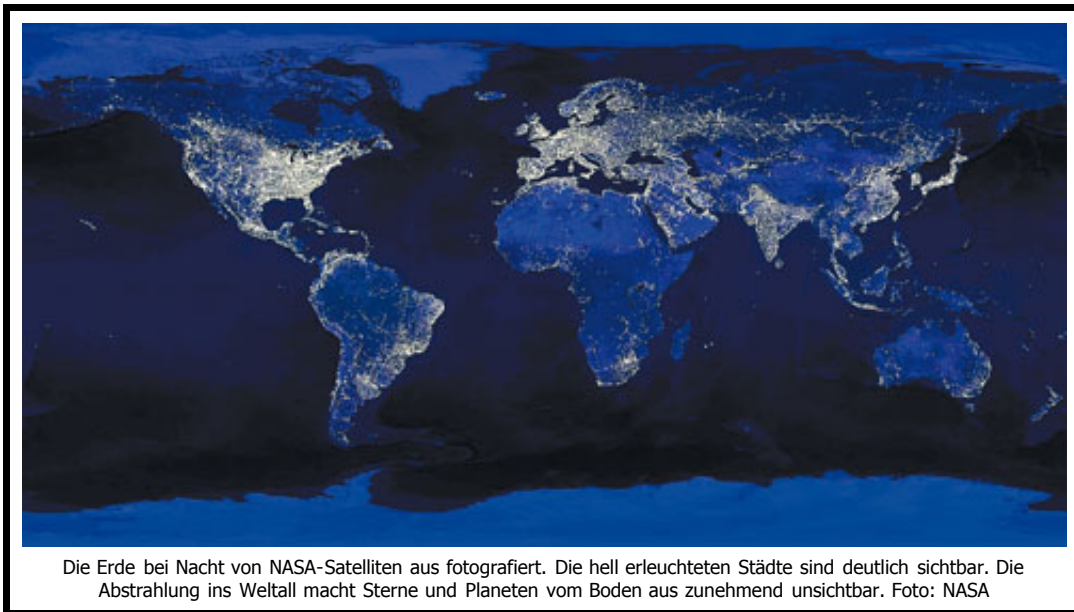 Die Erde bei Nacht von NASA-Satelliten aus fotografiert. Die hell erleuchteten Städte sind deutlich sichtbar. Die
Abstrahlung ins Weltall macht Sterne und Planeten vom Boden aus zunehmend unsichtbar. Foto: NASA